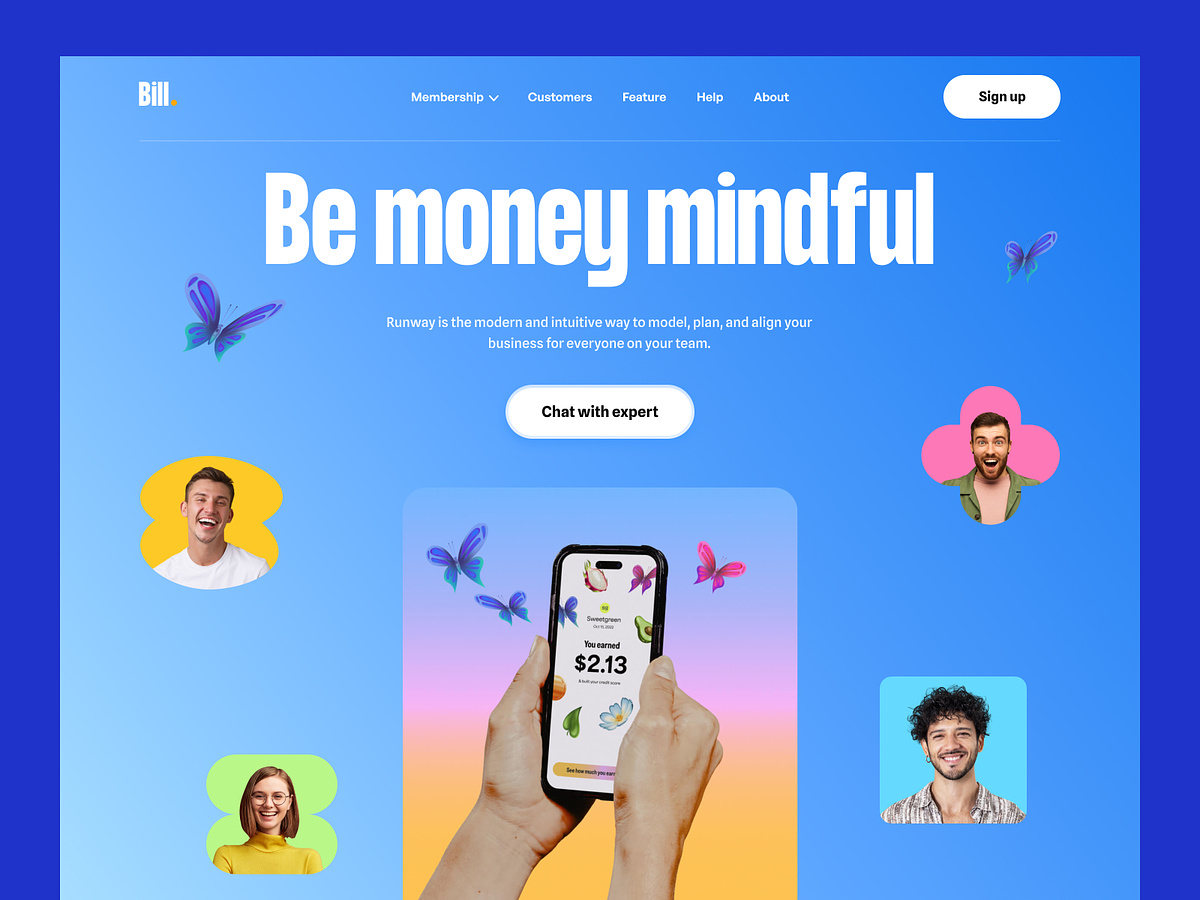 Bill.
Membership
Customers
Feature
Help
About
Sign up
Be money mindful
Runway is the modern and intuitive way to model, plan, and align your
business for everyone on your team.
Chat with expert
Sweetgreen
Oct 10, 2022
You earned
$2.13
& built your credit score
See how much you earn